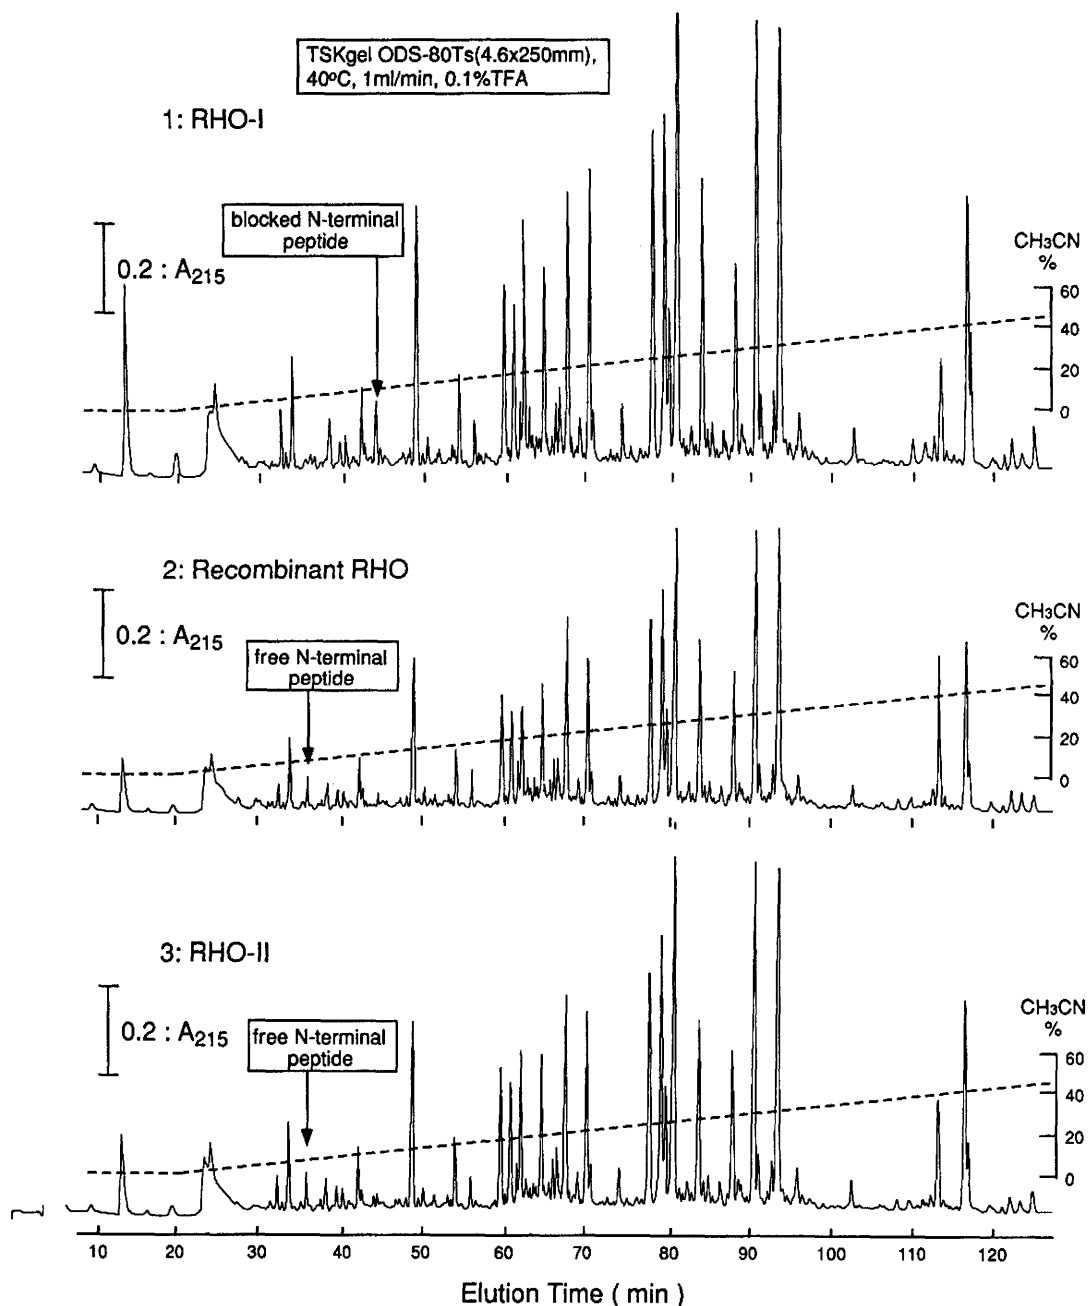 TSKgel ODS-80Ts(4.6x250mm),
40°C, 1ml/min, 0.1%TFA
1: RHO-I
blocked N-terminal
peptide
0.2 : A215
CH3CN
%
60
40
20
0
2: Recombinant RHO
0.2 : A215
free N-terminal
peptide
CH3CN
%
60
40
20
0
3: RHO-II
0.2 : A215
free N-terminal
peptide
CH3CN
%
60
40
20
0
10 20 30 40 50 60 70 80 90 100 110 120
Elution Time ( min )